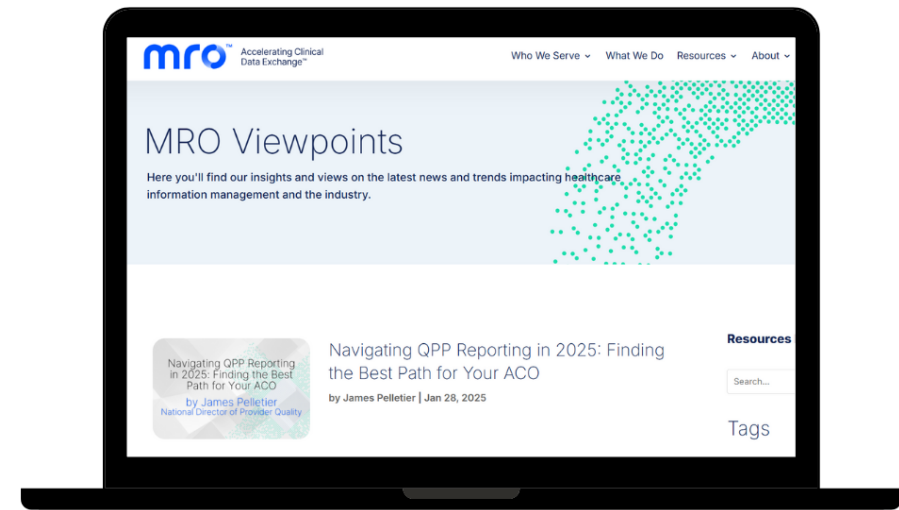 mro™ Accelerating Clinical
Data Exchange™
Who We Serve What We Do Resources About
MRO Viewpoints
Here you'll find our insights and views on the latest news and trends impacting healthcare
information management and the industry.
Navigating QPP Reporting
in 2025: Finding the Best
Path for Your ACO
by James Pelletier
National Director of Provider Quality
Navigating QPP Reporting in 2025: Finding
the Best Path for Your ACO
by James Pelletier | Jan 28, 2025
Resources
Search...
Tags